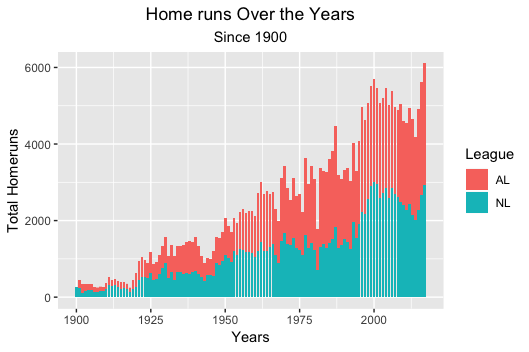 Home runs Over the Years
Since 1900
Total Homeruns
6000
4000
2000
0
1900
1925
1950
1975
2000
Years
League
AL
NL